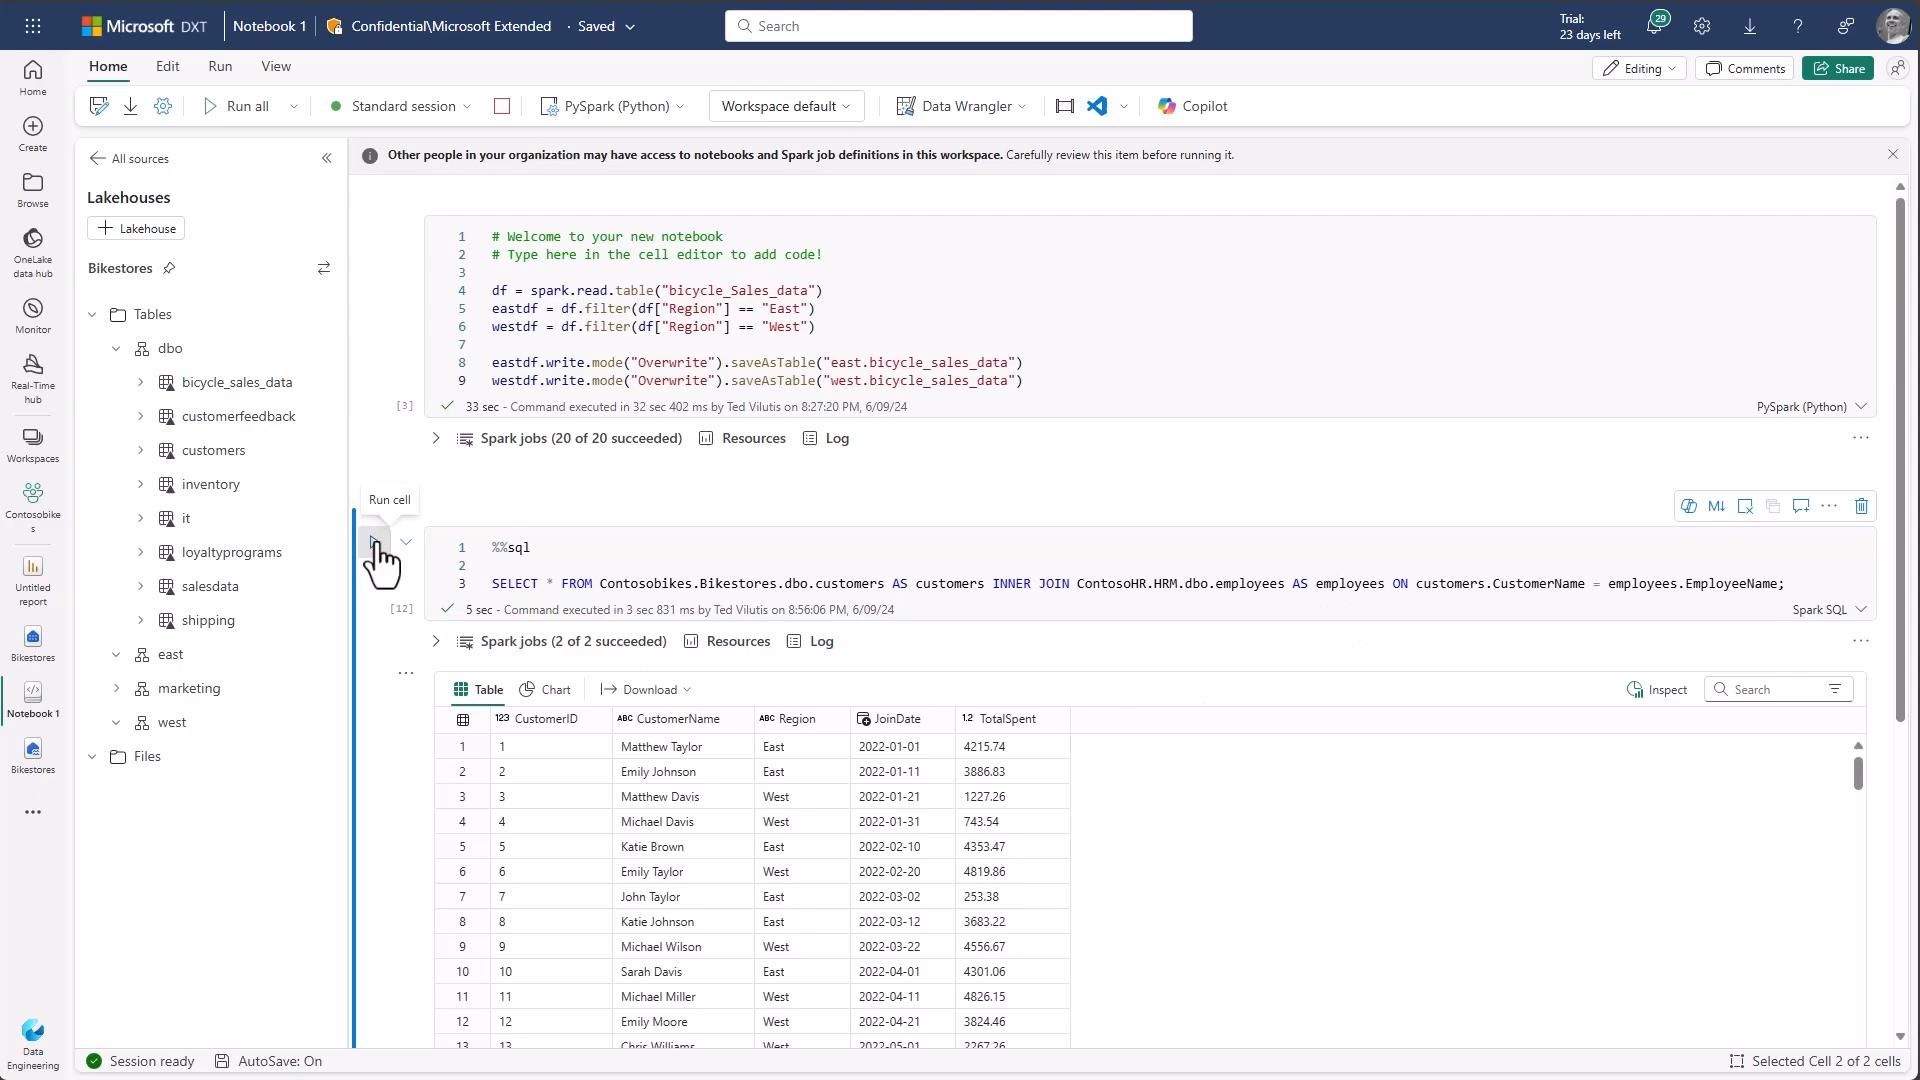 Microsoft DXT
Notebook 1
Confidential\Microsoft Extended
· Saved
Search
Trial:
23 days left
29
Home
Edit
Run
View
Editing
Comments
Share
Run all
Standard session
PySpark (Python)
Workspace default
Data Wrangler
Copilot
Home
Create
Browse
OneLake
data hub
Monitor
Real-Time
hub
Workspaces
Contosobike
s
Untitled
report
Bikestores
Notebook 1
Bikestores
Data
Engineering
All sources
Lakehouses
Lakehouse
Bikestores
Tables
dbo
bicycle_sales_data
customerfeedback
customers
inventory
it
loyaltyprograms
salesdata
shipping
east
marketing
west
Files
Other people in your organization may have access to notebooks and Spark job definitions in this workspace. Carefully review this item before running it.
1 # Welcome to your new notebook
2 # Type here in the cell editor to add code!
3
4 df = spark.read.table("bicycle_Sales_data")
5 eastdf = df.filter(df["Region"] == "East")
6 westdf = df.filter(df["Region"] == "West")
7
8 eastdf.write.mode("Overwrite").saveAsTable("east.bicycle_sales_data")
9 westdf.write.mode("Overwrite").saveAsTable("west.bicycle_sales_data")
[3] 33 sec - Command executed in 32 sec 402 ms by Ted Vilutis on 8:27:20 PM, 6/09/24 PySpark (Python)
Spark jobs (20 of 20 succeeded) Resources Log
Run cell
1 %%sql
2
3 SELECT * FROM Contosobikes.Bikestores.dbo.customers AS customers INNER JOIN ContosoHR.HRM.dbo.employees AS employees ON customers.CustomerName = employees.EmployeeName;
[12] 5 sec - Command executed in 3 sec 831 ms by Ted Vilutis on 8:56:06 PM, 6/09/24 Spark SQL
Spark jobs (2 of 2 succeeded) Resources Log
Table Chart Download Inspect Search
123 CustomerID ABC CustomerName ABC Region JoinDate 1.2 TotalSpent
1 1 Matthew Taylor East 2022-01-01 4215.74
2 2 Emily Johnson East 2022-01-11 3886.83
3 3 Matthew Davis West 2022-01-21 1227.26
4 4 Michael Davis West 2022-01-31 743.54
5 5 Katie Brown East 2022-02-10 4353.47
6 6 Emily Taylor West 2022-02-20 4819.86
7 7 John Taylor East 2022-03-02 253.38
8 8 Katie Johnson East 2022-03-12 3683.22
9 9 Michael Wilson West 2022-03-22 4556.67
10 10 Sarah Davis East 2022-04-01 4301.06
11 11 Michael Miller West 2022-04-11 4826.15
12 12 Emily Moore West 2022-04-21 3824.46
13 13 Chris Williams West 2022-05-01 2267.26
Session ready
AutoSave: On
Selected Cell 2 of 2 cells